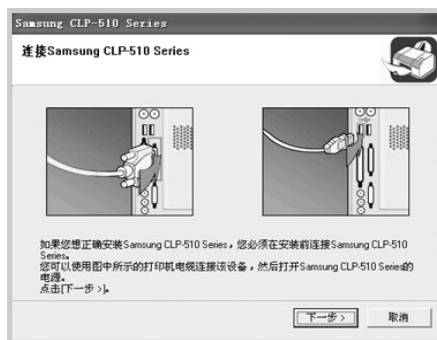 Samsung CLP-510 Series
连接Samsung CLP-510 Series
如果您想正确安装Samsung CLP-510 Series，您必须在安装前连接Samsung CLP-510
Series。
您可以使用图中所示的打印机电缆连接该设备，然后打开Samsung CLP-510 Series的
电源。
点击[下一步 >]。
下一步 >
取消